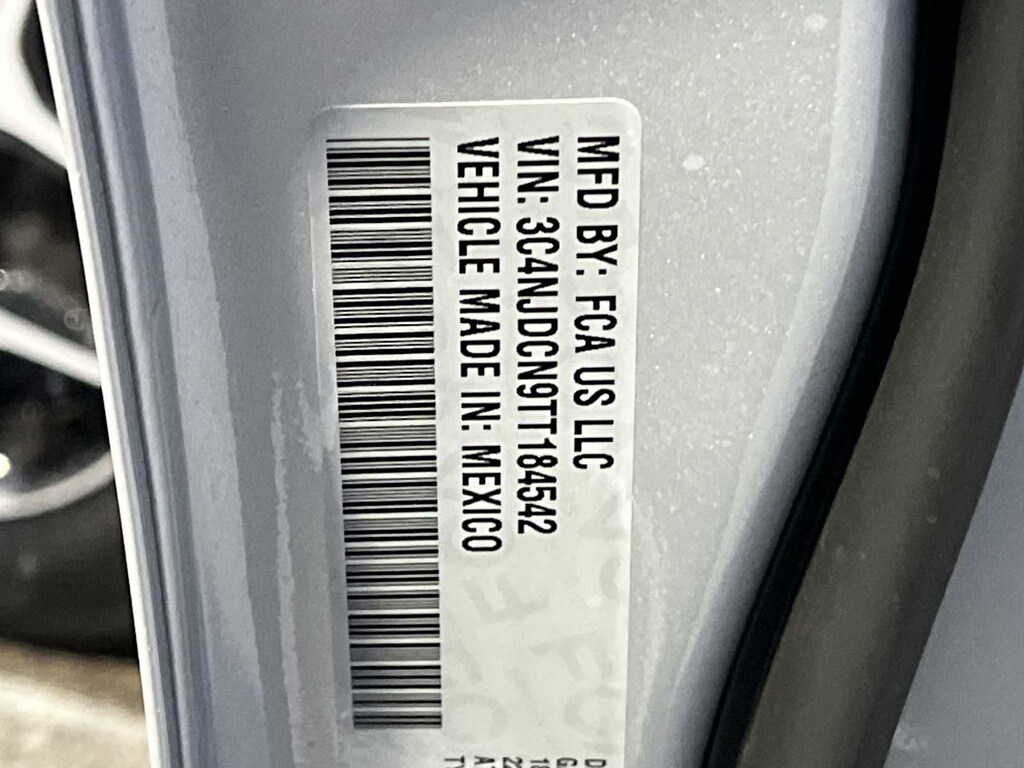 MFD BY: FCA US LLC
VIN: 3C4NJDCN9TT184542
VEHICLE MADE IN: MEXICO